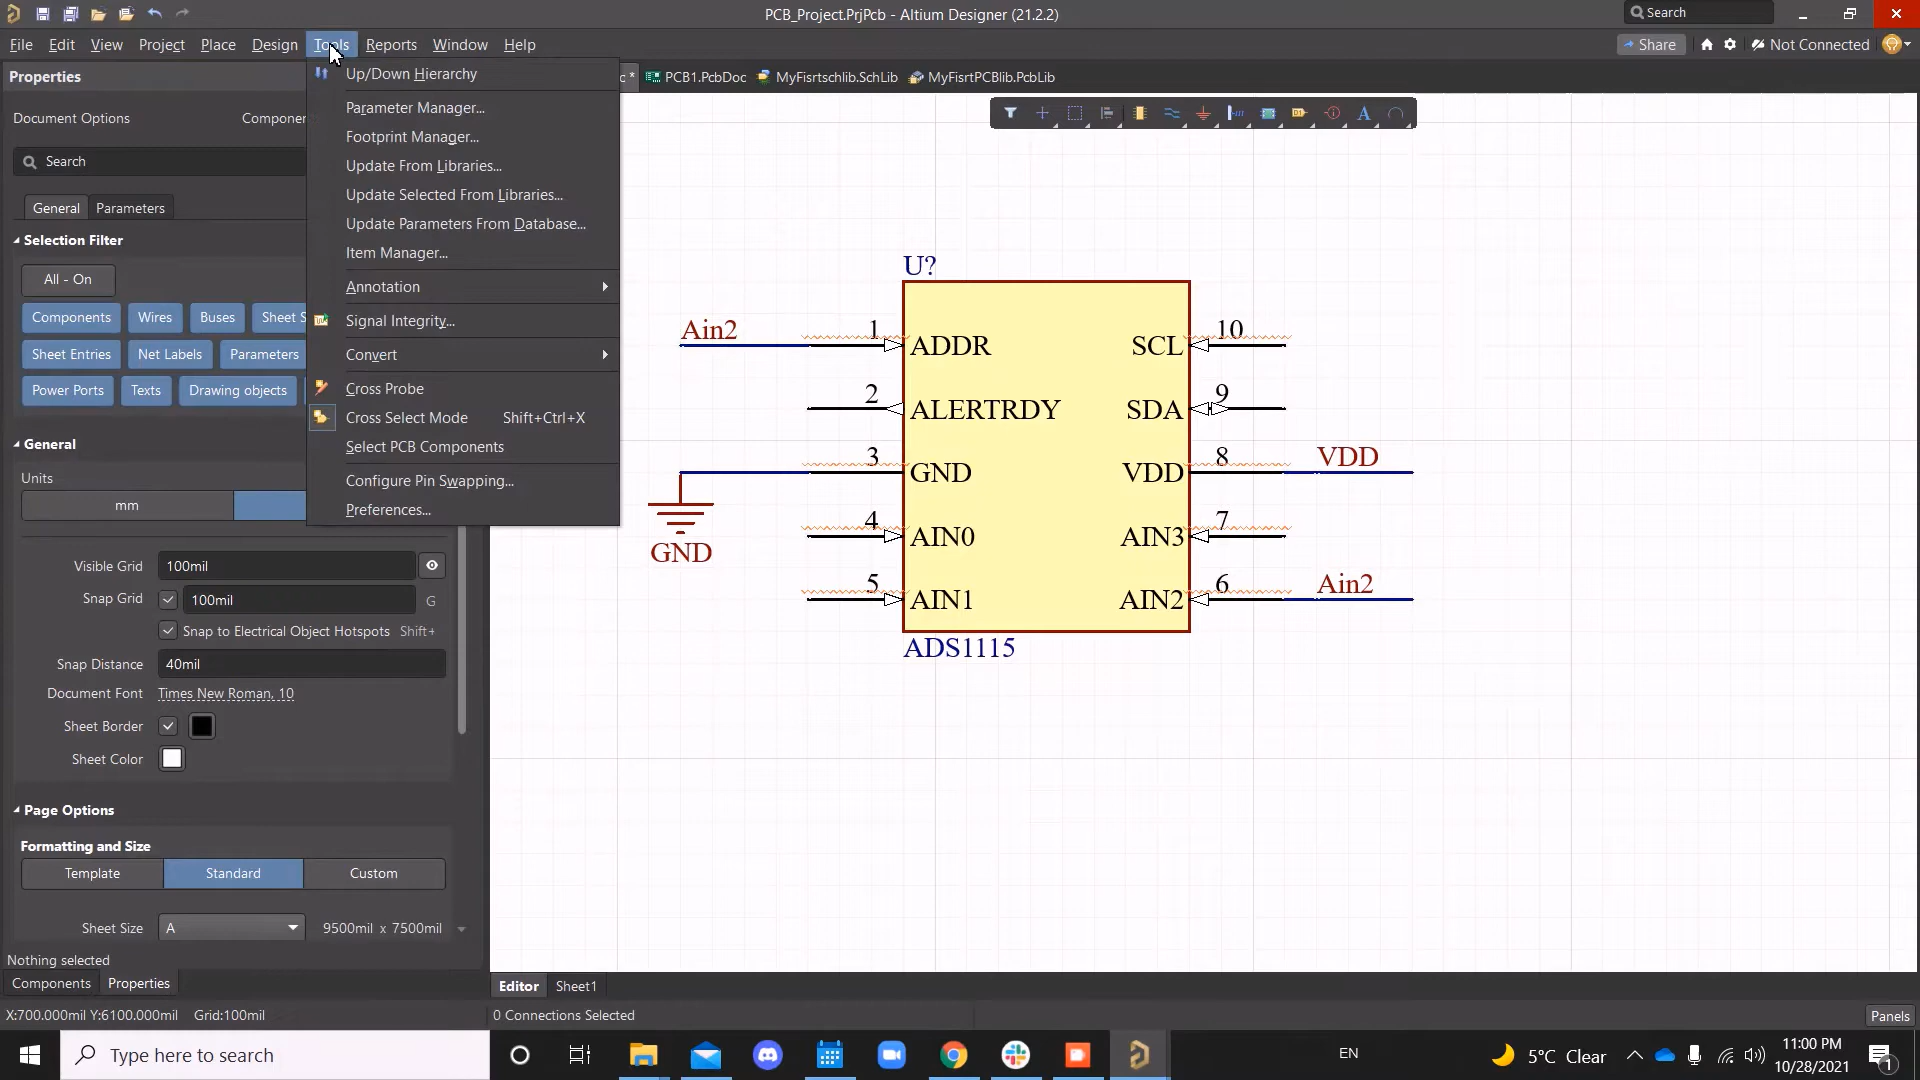 PCB_Project.PrjPcb - Altium Designer (21.2.2)
Search
File Edit View Project Place Design Tools Reports Window Help
Share
Not Connected
Properties
c *
PCB1.PcbDoc
MyFisrtschlib.SchLib
MyFisrtPCBlib.PcbLib
Document Options
Componen
Search
General
Parameters
Selection Filter
All - On
Components
Wires
Buses
Sheet S
Sheet Entries
Net Labels
Parameters
Power Ports
Texts
Drawing objects
General
Units
mm
Visible Grid
100mil
Snap Grid
100mil
G
Snap to Electrical Object Hotspots
Shift+
Snap Distance
40mil
Document Font
Times New Roman, 10
Sheet Border
Sheet Color
Page Options
Formatting and Size
Template
Standard
Custom
Sheet Size
A
9500mil x 7500mil
Nothing selected
Components
Properties
X:700.000mil Y:6100.000mil
Grid:100mil
Up/Down Hierarchy
Parameter Manager...
Footprint Manager...
Update From Libraries...
Update Selected From Libraries...
Update Parameters From Database...
Item Manager...
Annotation
Signal Integrity...
Convert
Cross Probe
Cross Select Mode
Shift+Ctrl+X
Select PCB Components
Configure Pin Swapping...
Preferences...
A
U?
Ain2
1
ADDR
SCL
10
2
ALERTRDY
SDA
9
3
GND
VDD
8
VDD
GND
4
AIN0
AIN3
7
5
AIN1
AIN2
6
Ain2
ADS1115
Editor
Sheet1
0 Connections Selected
Panels
Type here to search
EN
5°C Clear
11:00 PM
10/28/2021
1